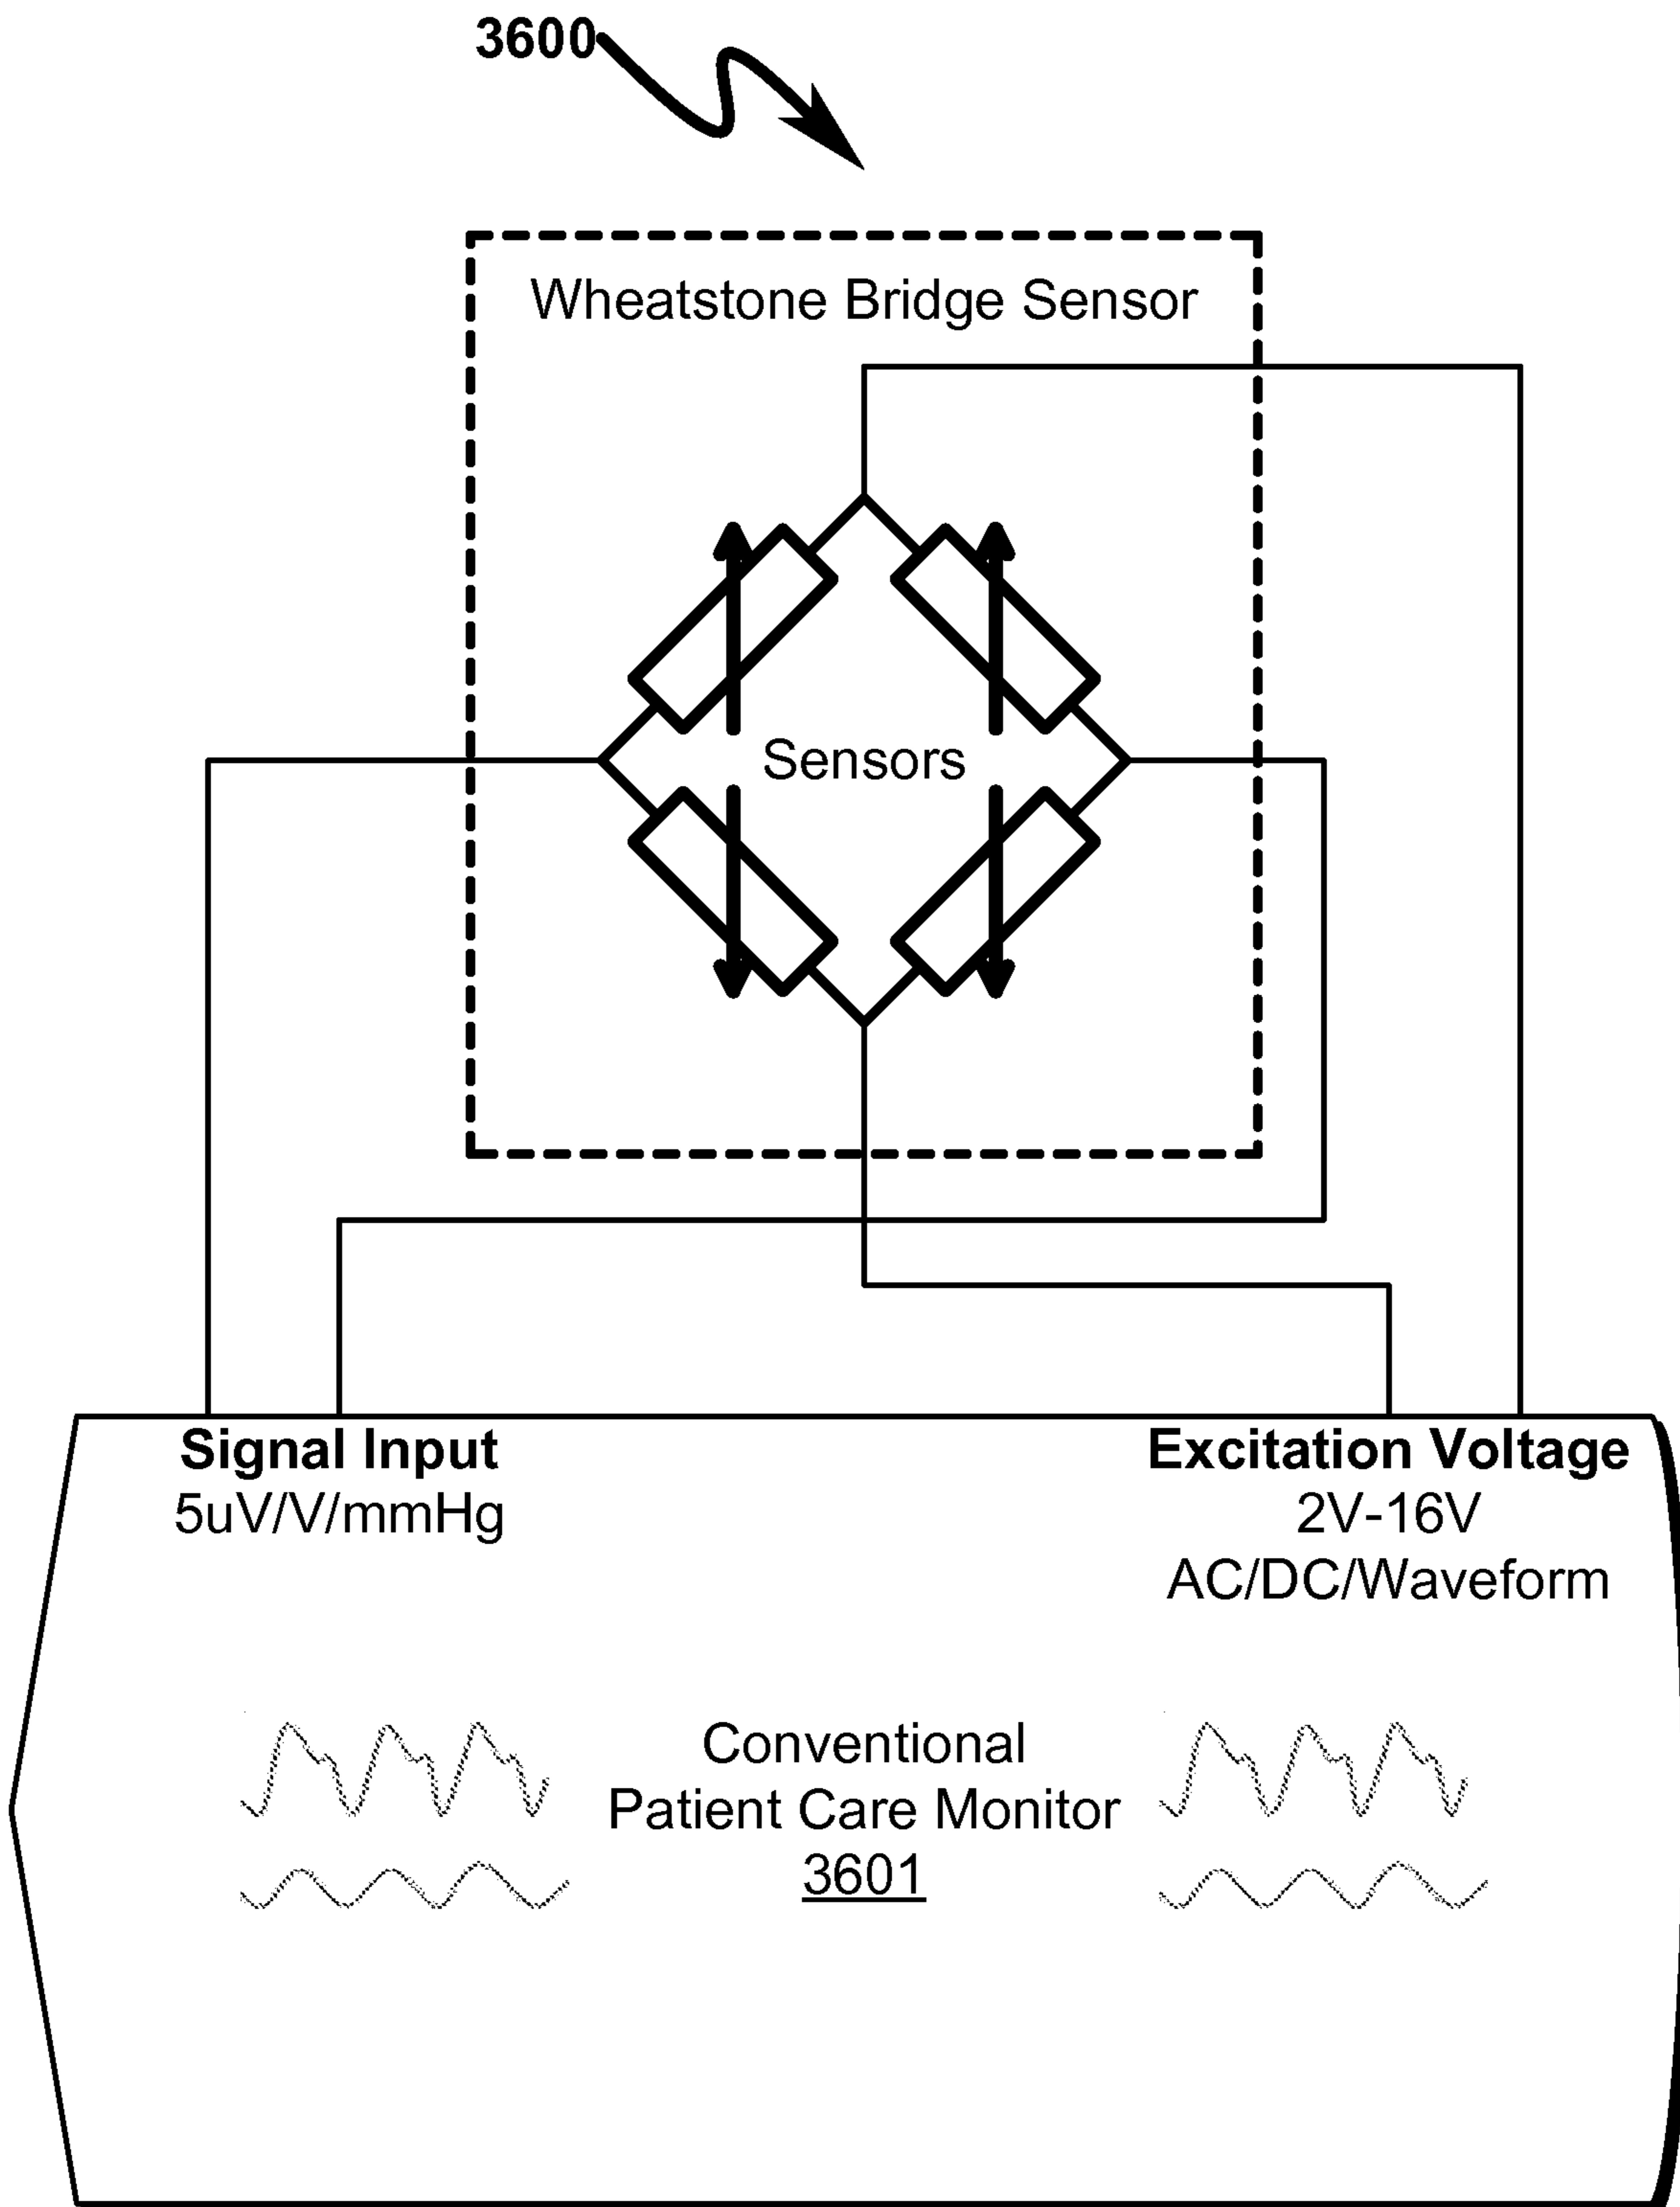 3600
Wheatstone Bridge Sensor
Sensors
Signal Input
5uV/V/mmHg
Excitation Voltage
2V-16V
AC/DC/Waveform
Conventional
Patient Care Monitor
3601